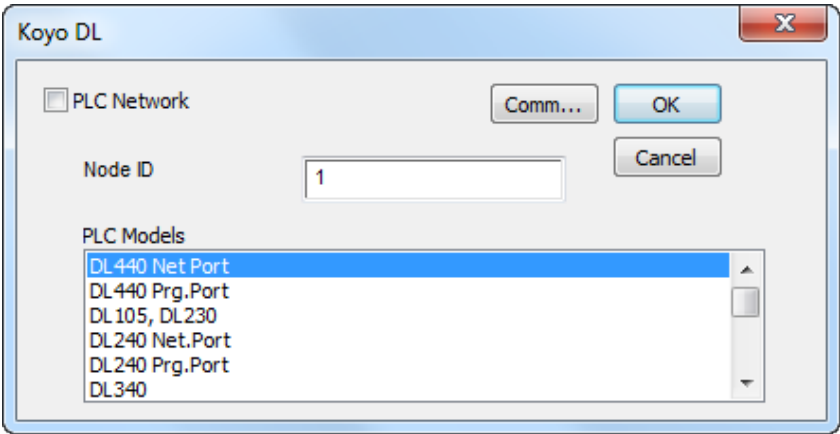 Koyo DL
PLC Network
Comm...
OK
Cancel
Node ID
1
PLC Models
DL440 Net Port
DL440 Prg.Port
DL105, DL230
DL240 Net.Port
DL240 Prg.Port
DL340